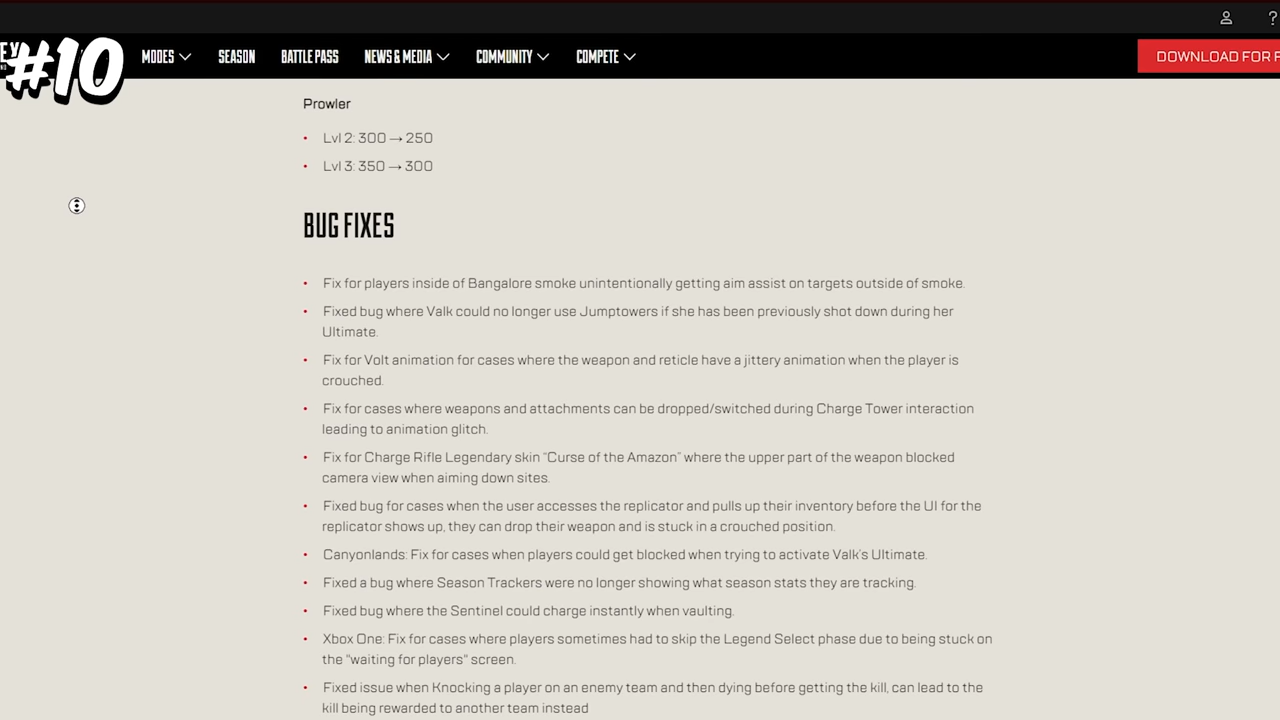 #10
MODES
SEASON
BATTLE PASS
NEWS & MEDIA
COMMUNITY
COMPETE
DOWNLOAD FOR
Prowler
• Lvl 2: 300 → 250
• Lvl 3: 350 → 300
BUG FIXES
• Fix for players inside of Bangalore smoke unintentionally getting aim assist on targets outside of smoke.
• Fixed bug where Valk could no longer use Jumptowers if she has been previously shot down during her
Ultimate.
• Fix for Volt animation for cases where the weapon and reticle have a jittery animation when the player is
crouched.
• Fix for cases where weapons and attachments can be dropped/switched during Charge Tower interaction
leading to animation glitch.
• Fix for Charge Rifle Legendary skin "Curse of the Amazon" where the upper part of the weapon blocked
camera view when aiming down sites.
• Fixed bug for cases when the user accesses the replicator and pulls up their inventory before the UI for the
replicator shows up, they can drop their weapon and is stuck in a crouched position.
• Canyonlands: Fix for cases when players could get blocked when trying to activate Valk's Ultimate.
• Fixed a bug where Season Trackers were no longer showing what season stats they are tracking.
• Fixed bug where the Sentinel could charge instantly when vaulting.
• Xbox One: Fix for cases where players sometimes had to skip the Legend Select phase due to being stuck on
the "waiting for players" screen.
• Fixed issue when Knocking a player on an enemy team and then dying before getting the kill, can lead to the
kill being rewarded to another team instead